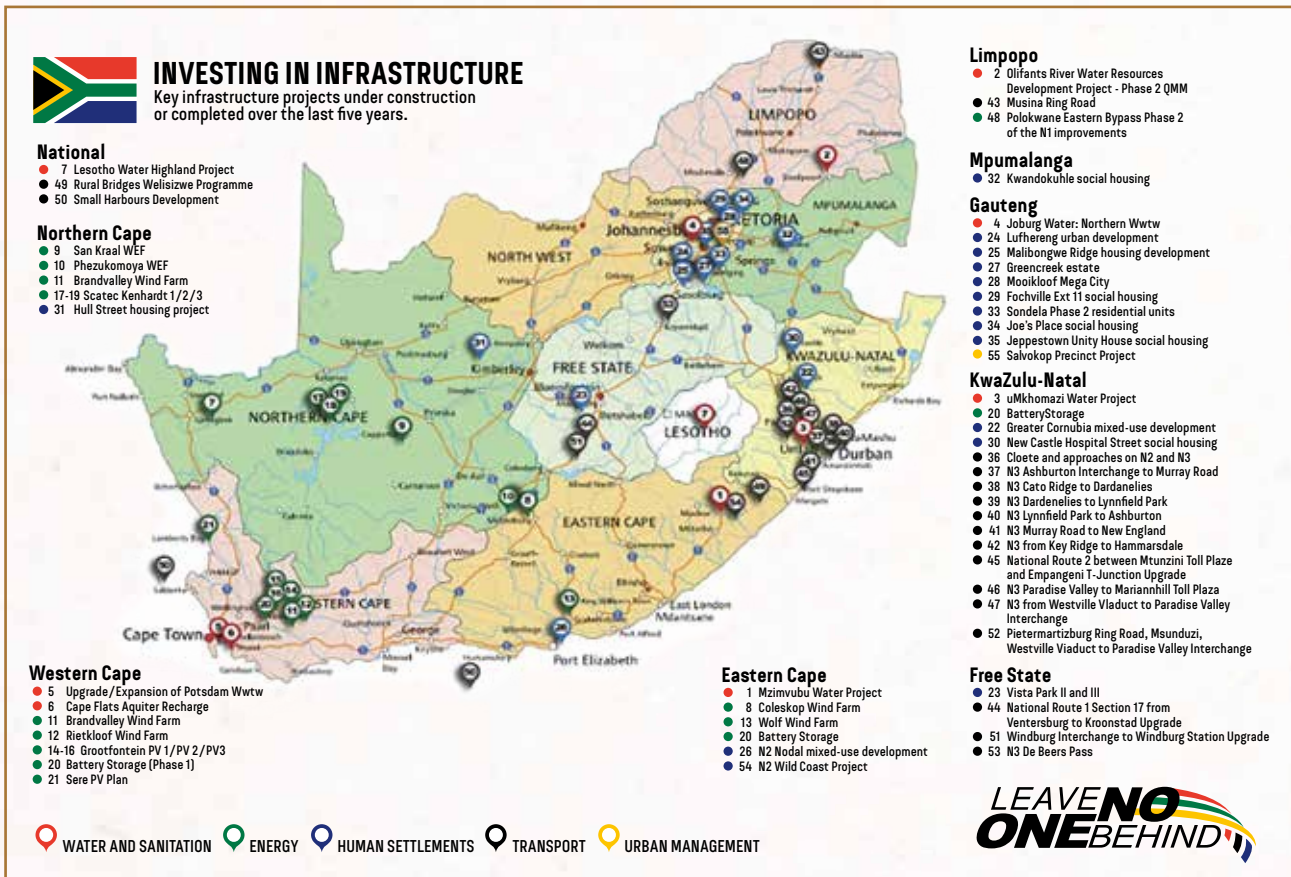 INVESTING IN INFRASTRUCTURE
Key infrastructure projects under construction
or completed over the last five years.
National
7 Lesotho Water Highland Project
49 Rural Bridges Welisizwe Programme
50 Small Harbours Development
Northern Cape
9 San Kraal WEF
10 Phezukomoya WEF
11 Brandvalley Wind Farm
17-19 Scatec Kenhardt 1/2/3
31 Hull Street housing project
Western Cape
5 Upgrade/Expansion of Potsdam Wwtw
6 Cape Flats Aquiter Recharge
11 Brandvalley Wind Farm
12 Rietkloof Wind Farm
14-16 Grootfontein PV 1/PV 2/PV3
20 Battery Storage (Phase 1)
21 Sere PV Plan
LIMPOPO
MPUMALANGA
NORTH WEST
Johannesb
Springs
FREE STATE
KWAZULU-NATAL
Welkom
Kimberley
NORTHERN CAPE
LESOTHO
Durban
EASTERN CAPE
STERN CAPE
Cape Town
Paarl
George
East London
Mdantsane
Port Elizabeth
Eastern Cape
1 Mzimvubu Water Project
8 Coleskop Wind Farm
13 Wolf Wind Farm
20 Battery Storage
26 N2 Nodal mixed-use development
54 N2 Wild Coast Project
Limpopo
2 Olifants River Water Resources
Development Project - Phase 2 QMM
43 Musina Ring Road
48 Polokwane Eastern Bypass Phase 2
of the N1 improvements
Mpumalanga
32 Kwandokuhle social housing
Gauteng
4 Joburg Water: Northern Wwtw
24 Lufhereng urban development
25 Malibongwe Ridge housing development
27 Greencreek estate
28 Mooikloof Mega City
29 Fochville Ext 11 social housing
33 Sondela Phase 2 residential units
34 Joe's Place social housing
35 Jeppestown Unity House social housing
55 Salvokop Precinct Project
KwaZulu-Natal
3 uMkhomazi Water Project
20 BatteryStorage
22 Greater Cornubia mixed-use development
30 New Castle Hospital Street social housing
36 Cloete and approaches on N2 and N3
37 N3 Ashburton Interchange to Murray Road
38 N3 Cato Ridge to Dardanelies
39 N3 Dardenelies to Lynnfield Park
40 N3 Lynnfield Park to Ashburton
41 N3 Murray Road to New England
42 N3 from Key Ridge to Hammarsdale
45 National Route 2 between Mtunzini Toll Plaze
and Empangeni T-Junction Upgrade
46 N3 Paradise Valley to Mariannhill Toll Plaza
47 N3 from Westville VIaduct to Paradise Valley
Interchange
52 Pietermartizburg Ring Road, Msunduzi,
Westville Viaduct to Paradise Valley Interchange
Free State
23 Vista Park II and III
44 National Route 1 Section 17 from
Ventersburg to Kroonstad Upgrade
51 Windburg Interchange to Windburg Station Upgrade
53 N3 De Beers Pass
WATER AND SANITATION
ENERGY
HUMAN SETTLEMENTS
TRANSPORT
URBAN MANAGEMENT
LEAVE NO
ONE BEHIND